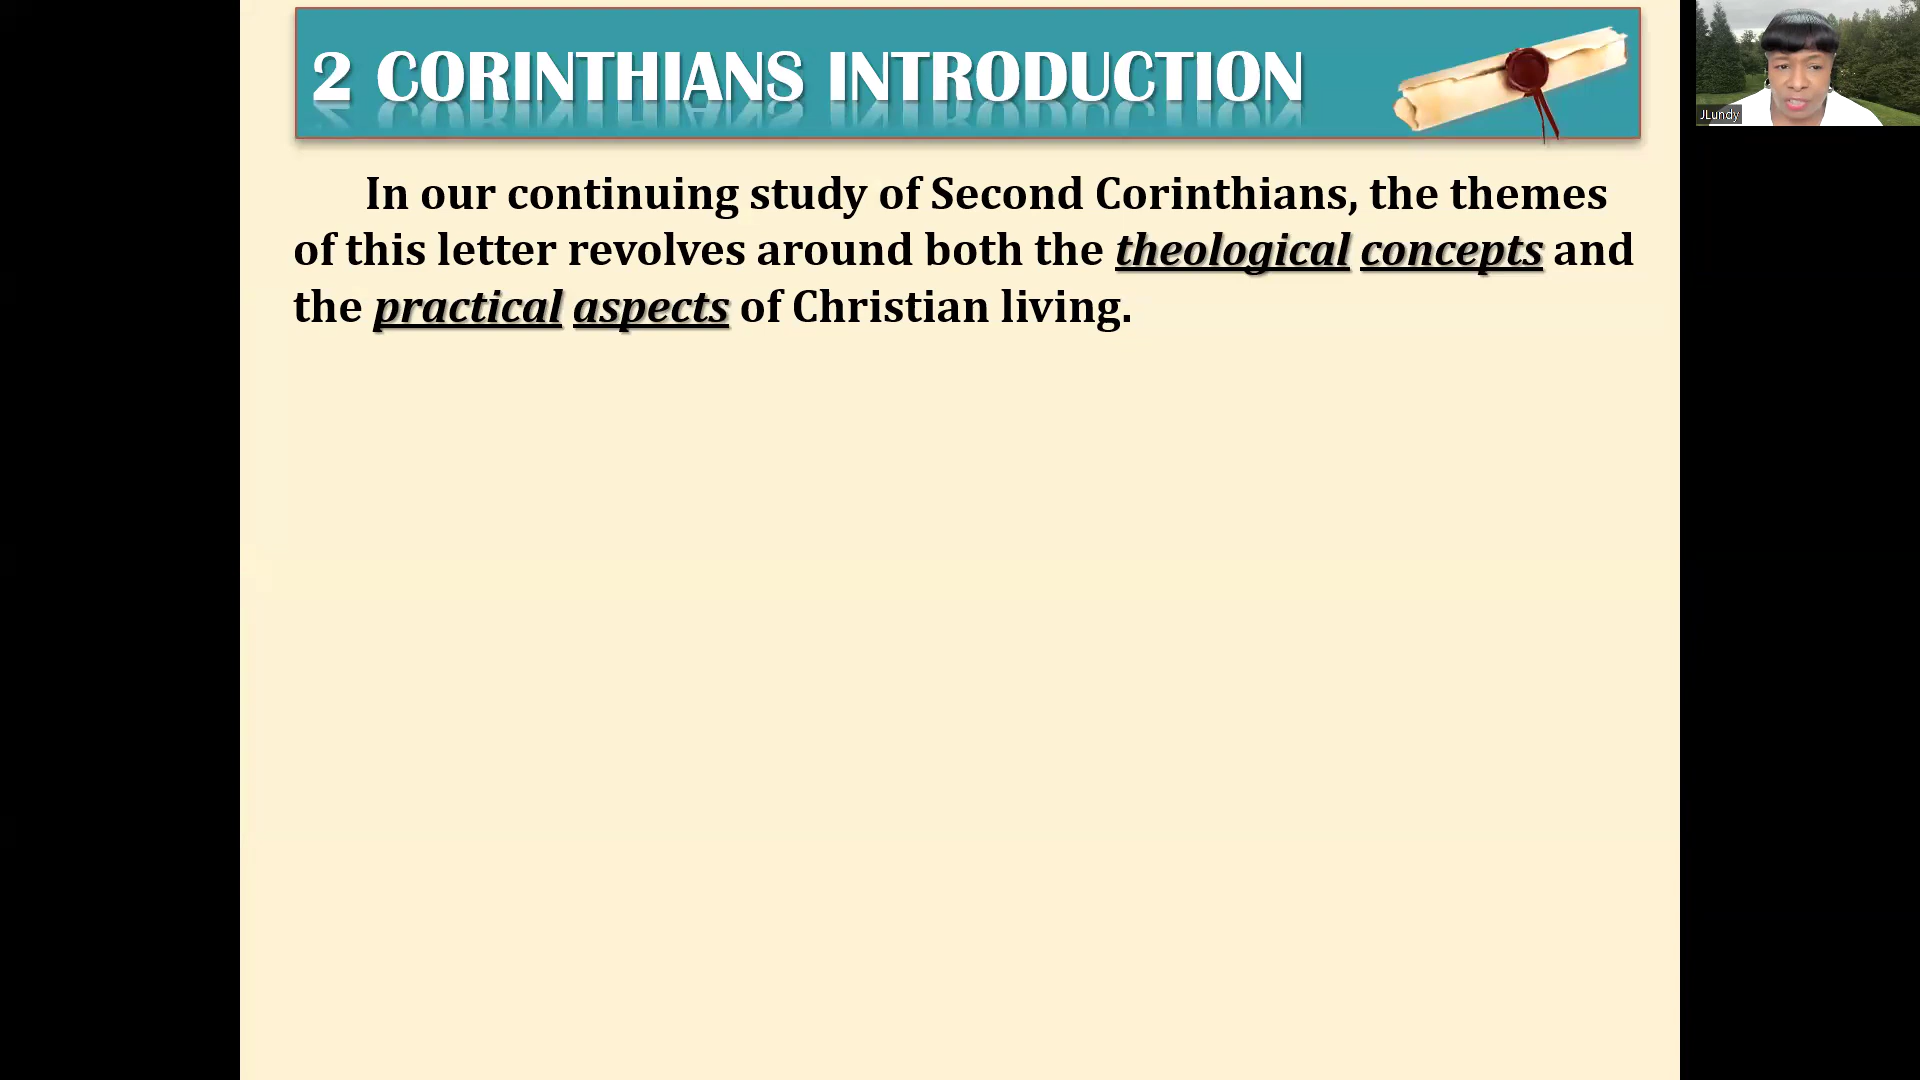 2 CORINTHIANS INTRODUCTION
JLundy
In our continuing study of Second Corinthians, the themes
of this letter revolves around both the theological concepts and
the practical aspects of Christian living.